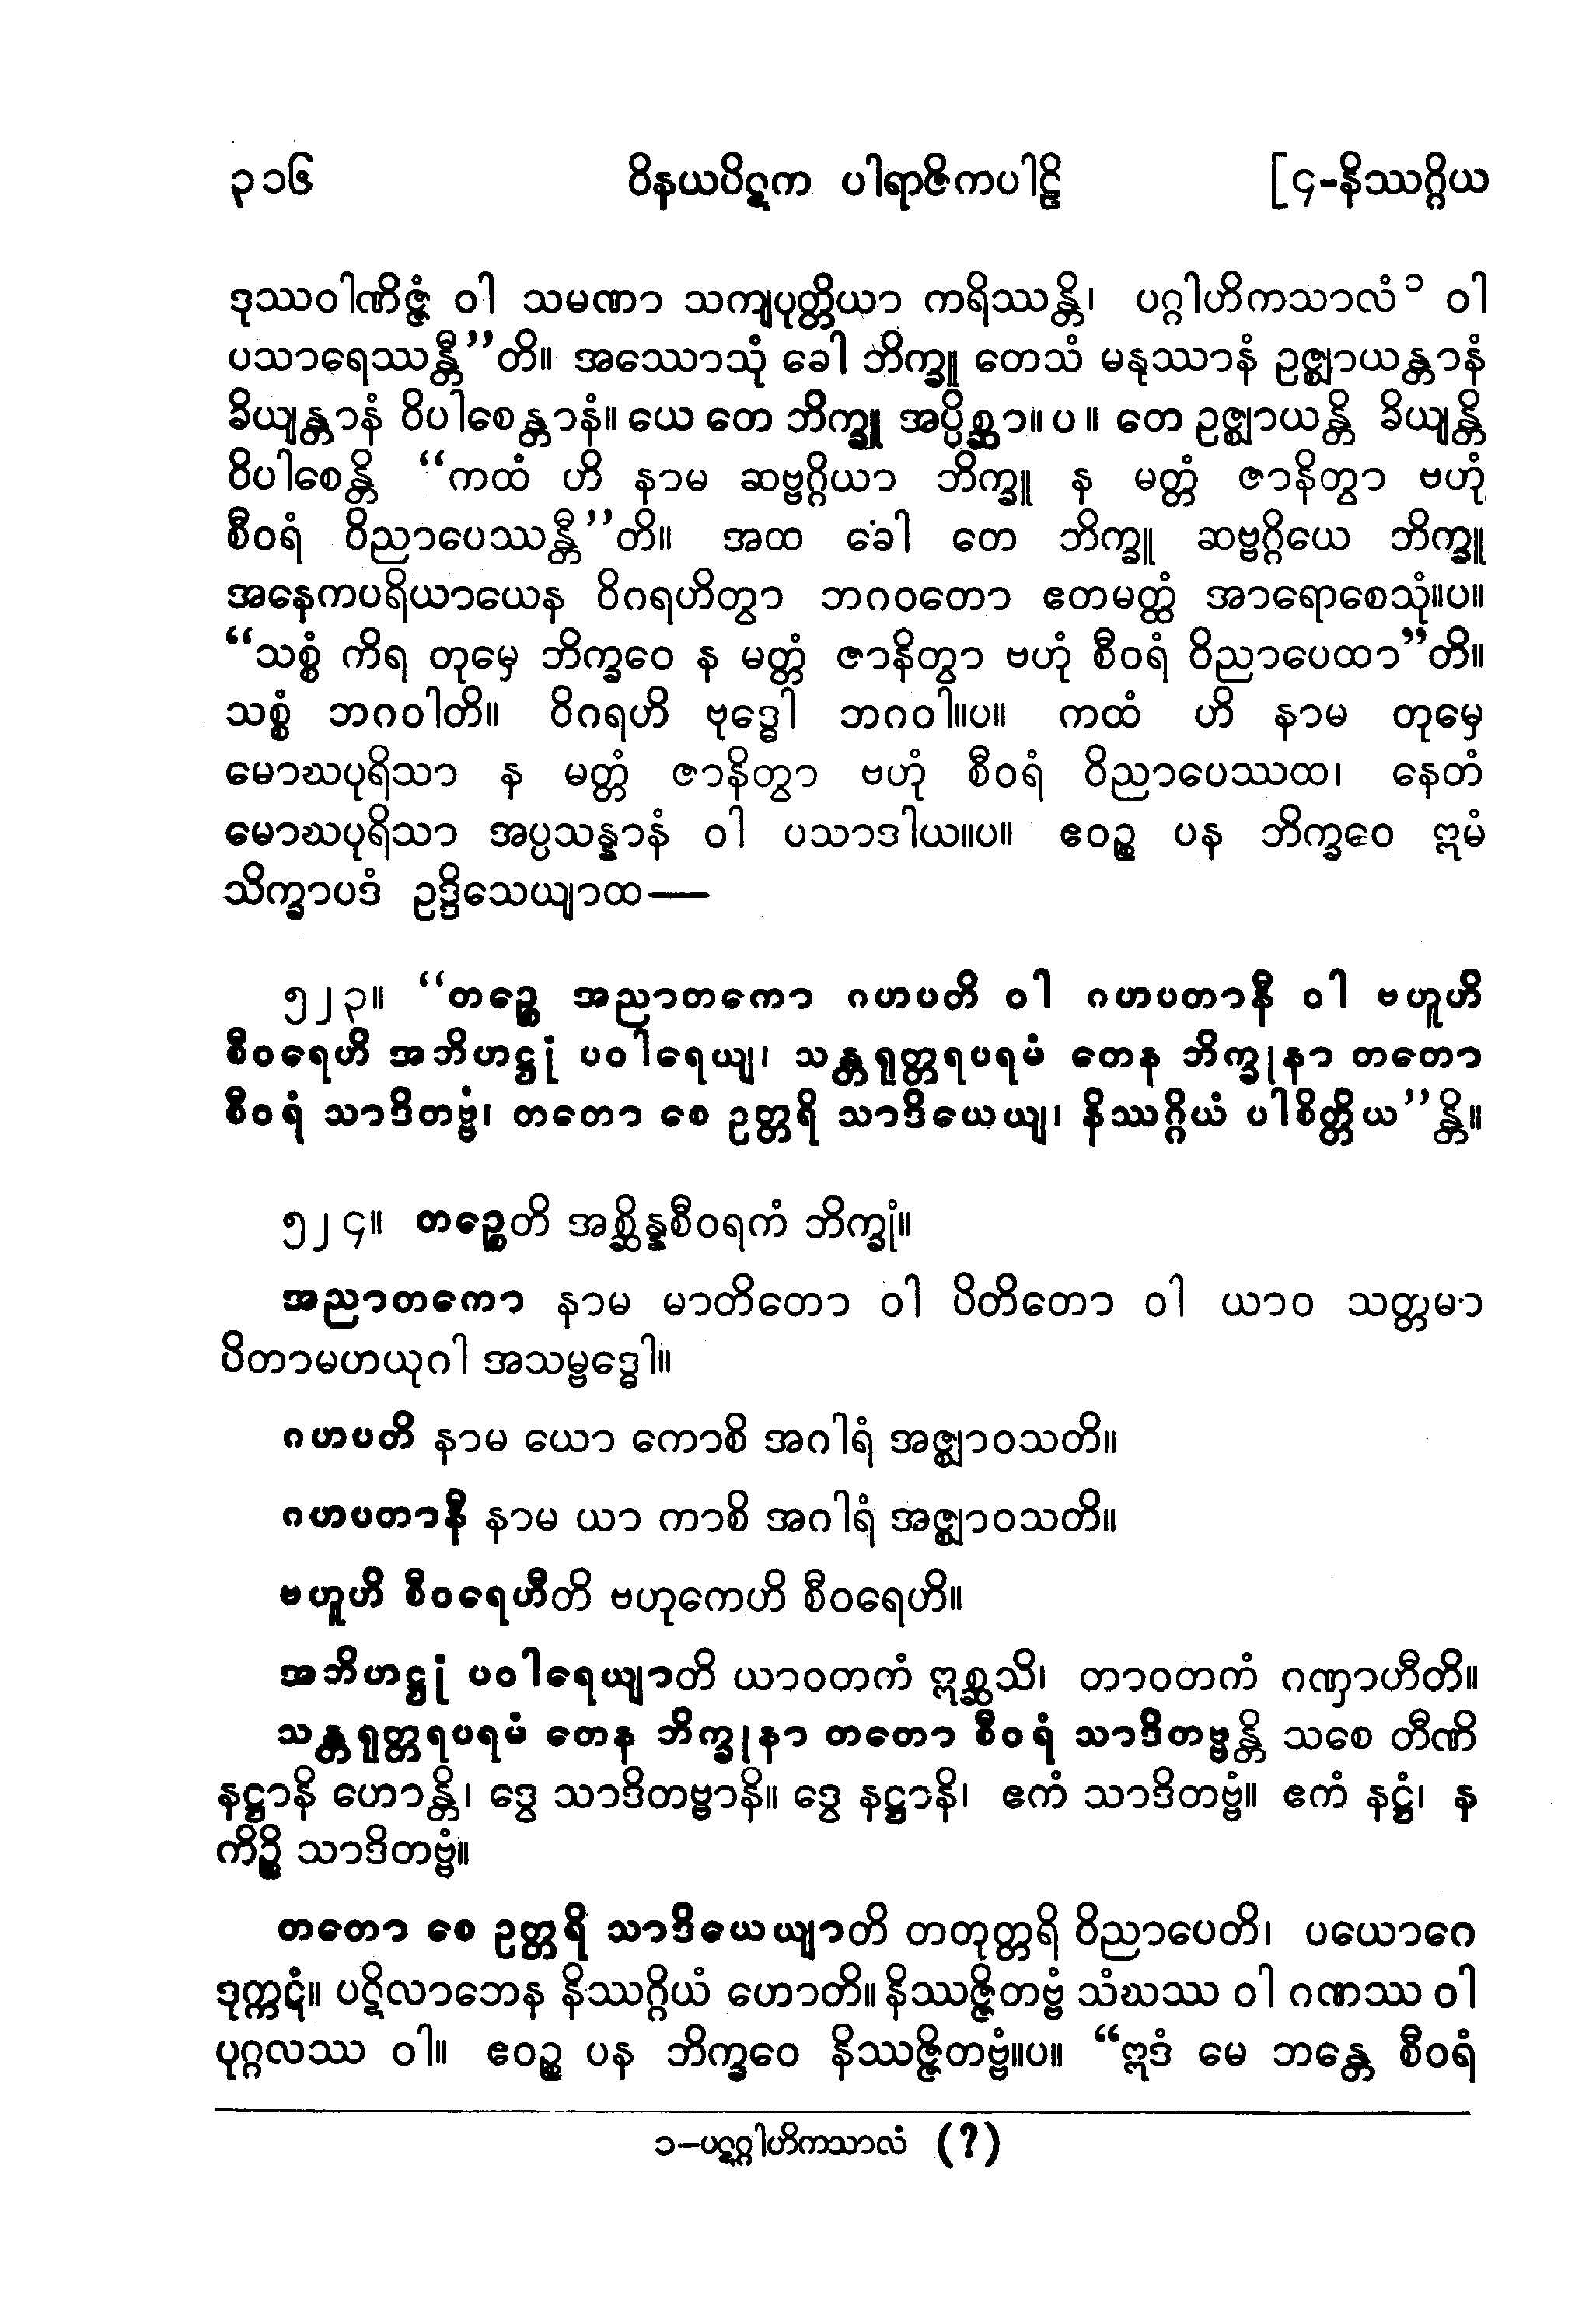 ၃၁၆ ဝိနယပိဋက ပါရာဇိကပါဠိ [၄-နိဿဂ္ဂိယ
ဒုဿဝါဏိဇ္ဇံ ဝါ သမဏာ သကျပုတ္တိယာ ကရိဿန္တိ၊ ပဂ္ဂါဟိကသာလံ ၁ ဝါ
ပသာရေဿန္တီ”တိ။ အဿောသုံ ခေါ ဘိက္ခူ တေသံ မနုဿာနံ ဥဇ္ဈာယန္တာနံ
ခိယျန္တာနံ ဝိပါစေန္တာနံ။ ယေ တေ ဘိက္ခူ အပ္ပိစ္ဆာ။ ပ ။ တေ ဥဇ္ဈာယန္တိ ခိယျန္တိ
ဝိပါစေန္တိ “ကထံ ဟိ နာမ ဆဗ္ဗဂ္ဂိယာ ဘိက္ခူ န မတ္တံ ဇာနိတွာ ဗဟုံ
စီဝရံ ဝိညာပေဿန္တီ”တိ။ အထ ခေါ တေ ဘိက္ခူ ဆဗ္ဗဂ္ဂိယေ ဘိက္ခူ
အနေကပရိယာယေန ဝိဂရဟိတွာ ဘဂဝတော ဧတမတ္ထံ အာရောစေသုံ။ပ။
“သစ္စံ ကိရ တုမှေ ဘိက္ခဝေ န မတ္တံ ဇာနိတွာ ဗဟုံ စီဝရံ ဝိညာပေထာ”တိ။
သစ္စံ ဘဂဝါတိ။ ဝိဂရဟိ ဗုဒ္ဓေါ ဘဂဝါ။ပ။ ကထံ ဟိ နာမ တုမှေ
မောဃပုရိသာ န မတ္တံ ဇာနိတွာ ဗဟုံ စီဝရံ ဝိညာပေဿထ၊ နေတံ
မောဃပုရိသာ အပ္ပသန္နာနံ ဝါ ပသာဒါယ။ပ။ ဧဝဉ္စ ပန ဘိက္ခဝေ ဣမံ
သိက္ခာပဒံ ဥဒ္ဒိသေယျာထ—
၅၂၃။ “တဉ္စေ အညာတကော ဂဟပတိ ဝါ ဂဟပတာနီ ဝါ ဗဟူဟိ
စီဝရေဟိ အဘိဟဋ္ဌုံ ပဝါရေယျ၊ သန္တရုတ္တရပရမံ တေန ဘိက္ခုနာ တတော
စီဝရံ သာဒိတဗ္ဗံ၊ တတော စေ ဥတ္တရိ သာဒိယေယျ၊ နိဿဂ္ဂိယံ ပါစိတ္တိယ”န္တိ။
၅၂၄။ တဉ္စေတိ အစ္ဆိန္နစီဝရကံ ဘိက္ခုံ။
အညာတကော နာမ မာတိတော ဝါ ပိတိတော ဝါ ယာဝ သတ္တမာ
ပိတာမဟယုဂါ အသမ္ဗဒ္ဓေါ။
ဂဟပတိ နာမ ယော ကောစိ အဂါရံ အဇ္ဈာဝသတိ။
ဂဟပတာနီ နာမ ယာ ကာစိ အဂါရံ အဇ္ဈာဝသတိ။
ဗဟူဟိ စီဝရေဟီတိ ဗဟုကေဟိ စီဝရေဟိ။
အဘိဟဋ္ဌုံ ပဝါရေယျာတိ ယာဝတကံ ဣစ္ဆသိ၊ တာဝတကံ ဂဏှာဟီတိ။
သန္တရုတ္တရပရမံ တေန ဘိက္ခုနာ တတော စီဝရံ သာဒိတဗ္ဗန္တိ သစေ တီဏိ
နဋ္ဌာနိ ဟောန္တိ၊ ဒွေ သာဒိတဗ္ဗာနိ။ ဒွေ နဋ္ဌာနိ၊ ဧကံ သာဒိတဗ္ဗံ။ ဧကံ နဋ္ဌံ၊ န
ကိဉ္စိ သာဒိတဗ္ဗံ။
တတော စေ ဥတ္တရိ သာဒိယေယျာတိ တတုတ္တရိ ဝိညာပေတိ၊ ပယောဂေ
ဒုက္ကဋံ။ ပဋိလာဘေန နိဿဂ္ဂိယံ ဟောတိ။ နိဿဇ္ဇိတဗ္ဗံ သံဃဿ ဝါ ဂဏဿ ဝါ
ပုဂ္ဂလဿ ဝါ။ ဧဝဉ္စ ပန ဘိက္ခဝေ နိဿဇ္ဇိတဗ္ဗံ။ပ။ “ဣဒံ မေ ဘန္တေ စီဝရံ
၁–ပဋဂ္ဂါဟိကသာလံ (?)